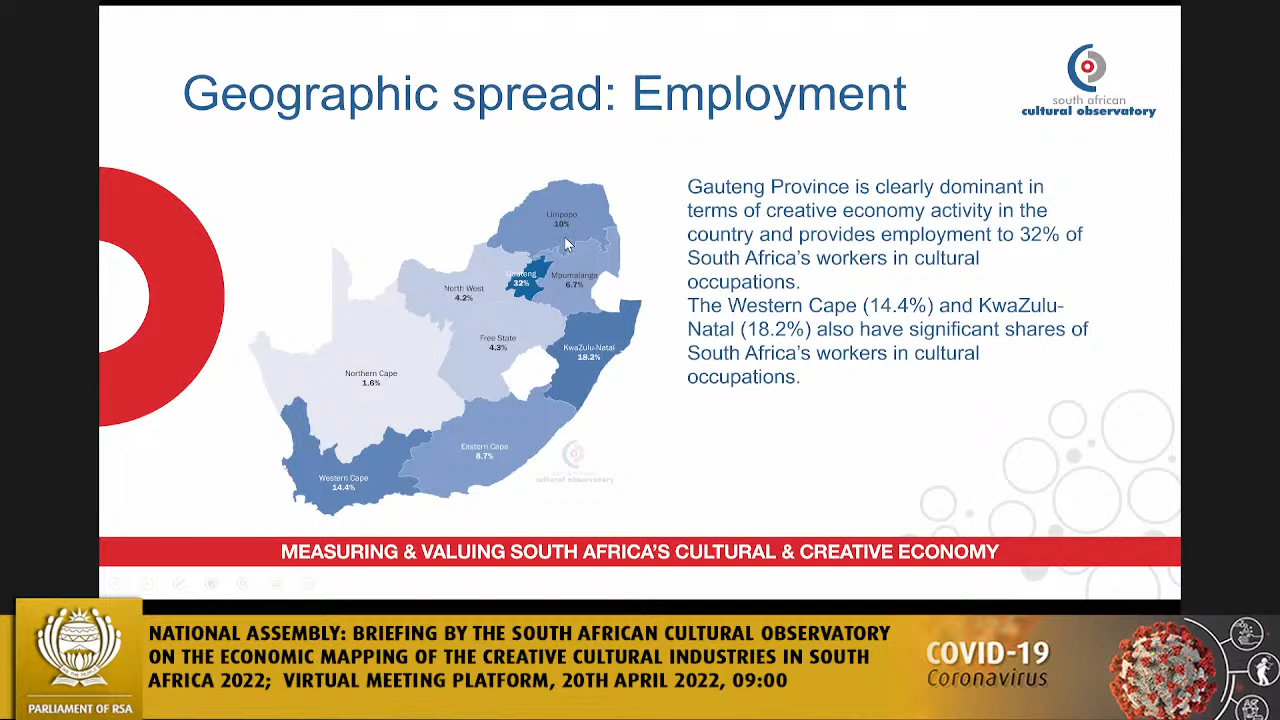 Geographic spread: Employment
south african
cultural observatory
Limpopo
10%
Gauteng
32%
Mpumalanga
6.7%
North West
4.2%
Free State
4.3%
KwaZulu-Natal
18.2%
Northern Cape
1.6%
Eastern Cape
8.7%
Western Cape
14.4%
cultural observatory
Gauteng Province is clearly dominant in
terms of creative economy activity in the
country and provides employment to 32% of
South Africa's workers in cultural
occupations.
The Western Cape (14.4%) and KwaZulu-
Natal (18.2%) also have significant shares of
South Africa's workers in cultural
occupations.
MEASURING & VALUING SOUTH AFRICA'S CULTURAL & CREATIVE ECONOMY
PARLIAMENT OF RSA
NATIONAL ASSEMBLY: BRIEFING BY THE SOUTH AFRICAN CULTURAL OBSERVATORY
ON THE ECONOMIC MAPPING OF THE CREATIVE CULTURAL INDUSTRIES IN SOUTH
AFRICA 2022; VIRTUAL MEETING PLATFORM, 20TH APRIL 2022, 09:00
COVID-19
Coronavirus